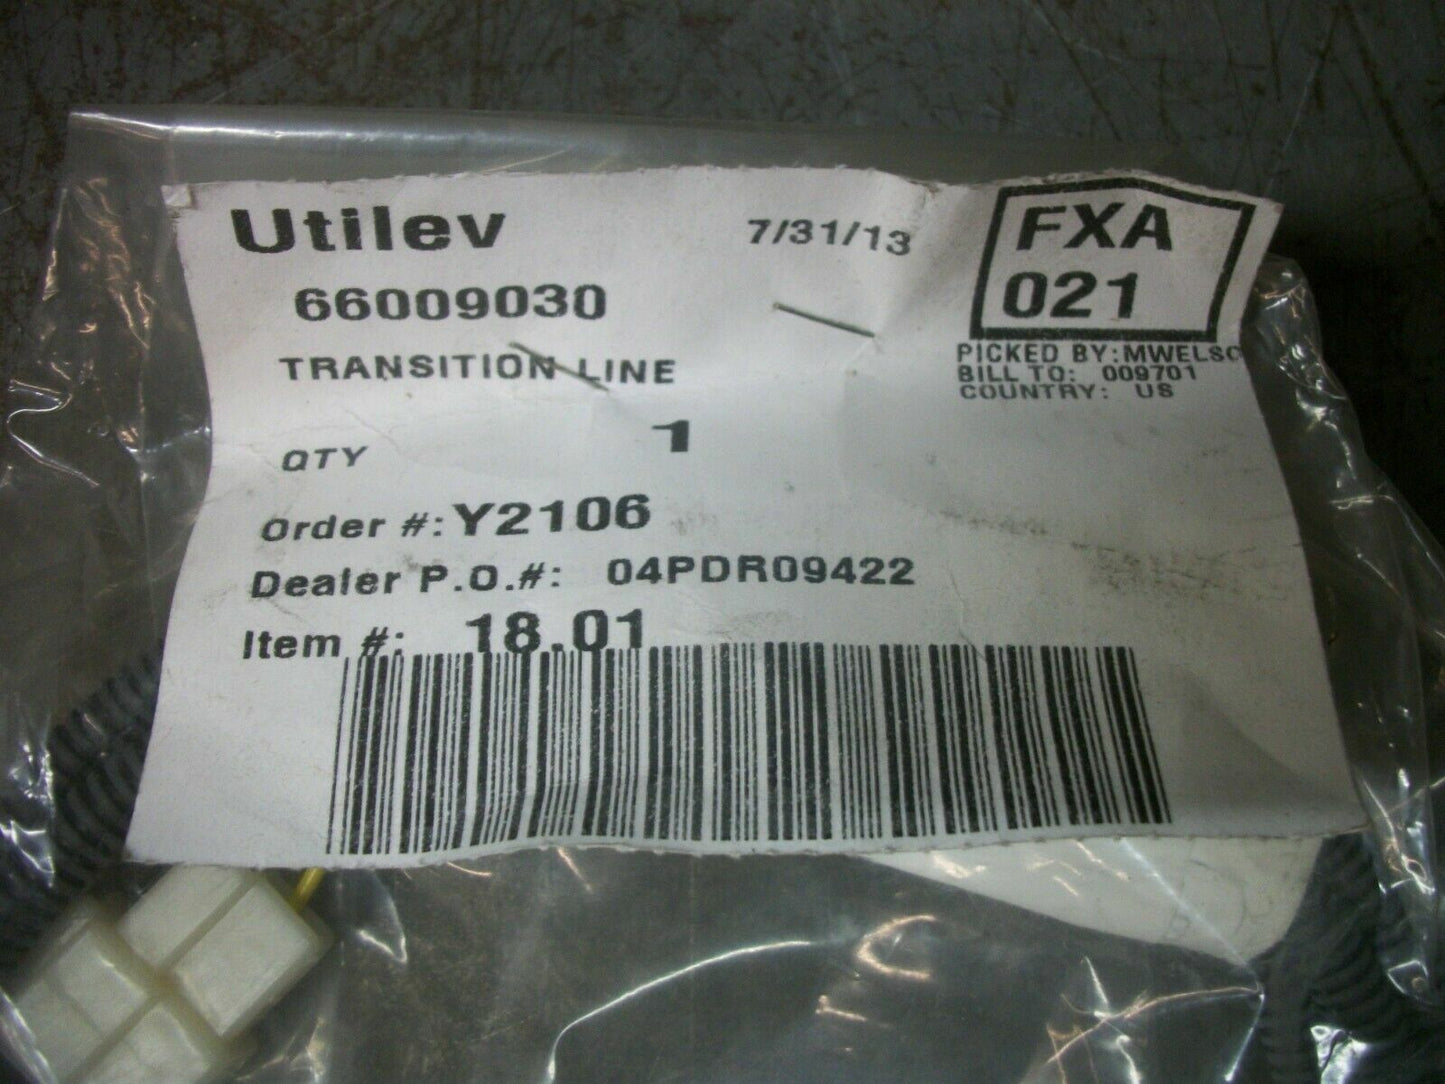 Utilev 7/31/13 FXA
021
66009030
PICKED BY:MWELSC
TRANSITION LINE BILL TO: 009701
COUNTRY: US
QTY 1
Order #: Y2106
Dealer P.O.#: 04PDR09422
Item #: 18.01